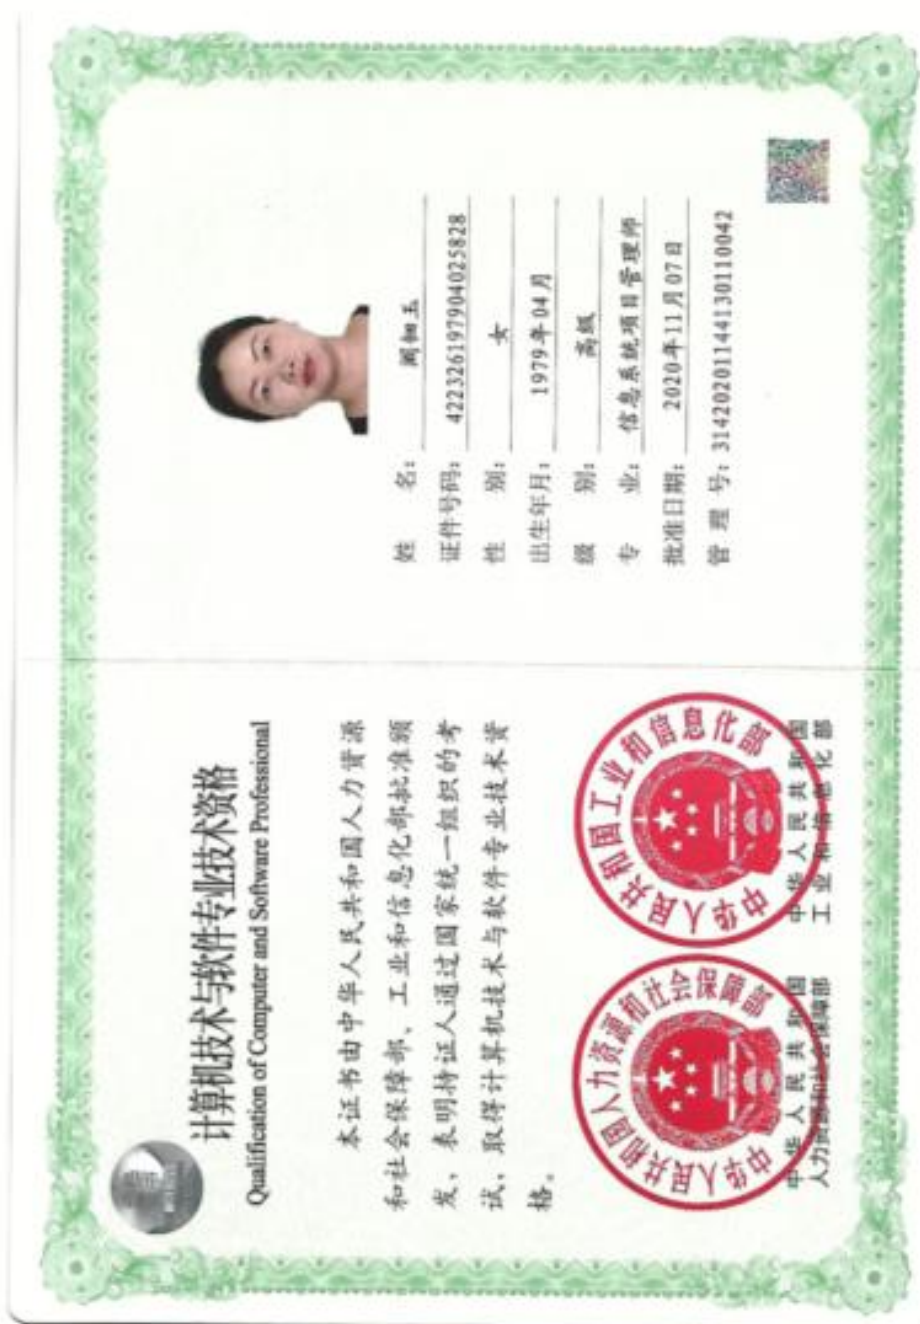 计算机技术与软件专业技术资格
Qualification of Computer and Software Professional
本证书由中华人民共和国人力资源
和社会保障部、工业和信息化部批准颁
发，表明持证人通过国家统一组织的考
试，取得计算机技术与软件专业技术资
格。
中华人民共和国人力资源和社会保障部
中华人民共和国
人力资源和社会保障部
中华人民共和国工业和信息化部
中华人民共和国
工业和信息化部
姓 名：阚细玉
证件号码：422326197904025828
性 别：女
出生年月：1979年04月
级 别：高级
专 业：信息系统项目管理师
批准日期：2020年11月07日
管 理 号：31420201144130110042